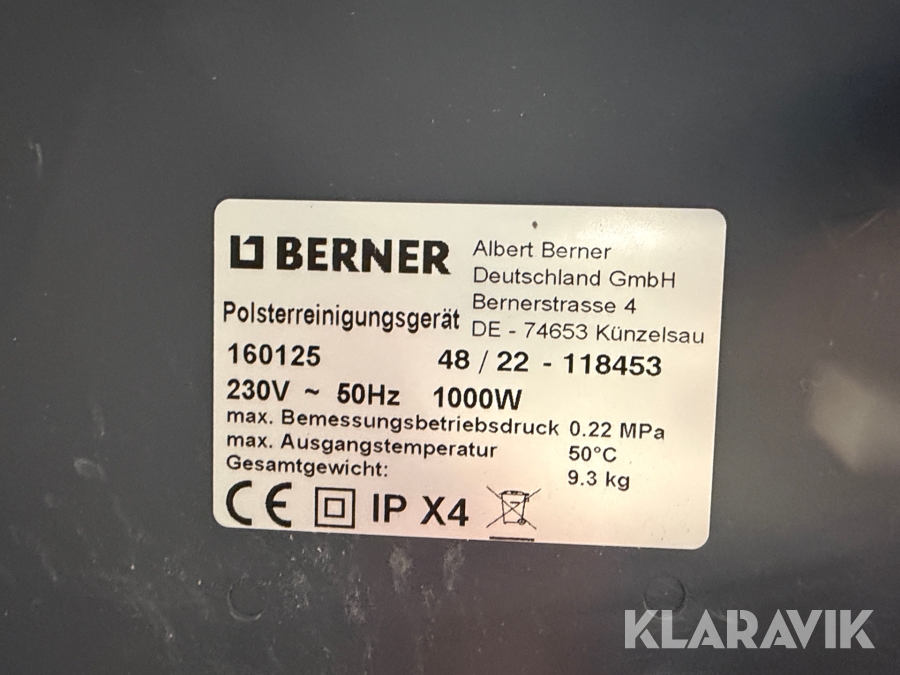 BERNER
Albert Berner
Deutschland GmbH
Bernerstrasse 4
DE - 74653 Künzelsau
Polsterreinigungsgerät
160125 48 / 22 - 118453
230V ~ 50Hz 1000W
max. Bemessungsbetriebsdruck 0.22 MPa
max. Ausgangstemperatur 50°C
Gesamtgewicht: 9.3 kg
CE IP X4
KLARAVIK